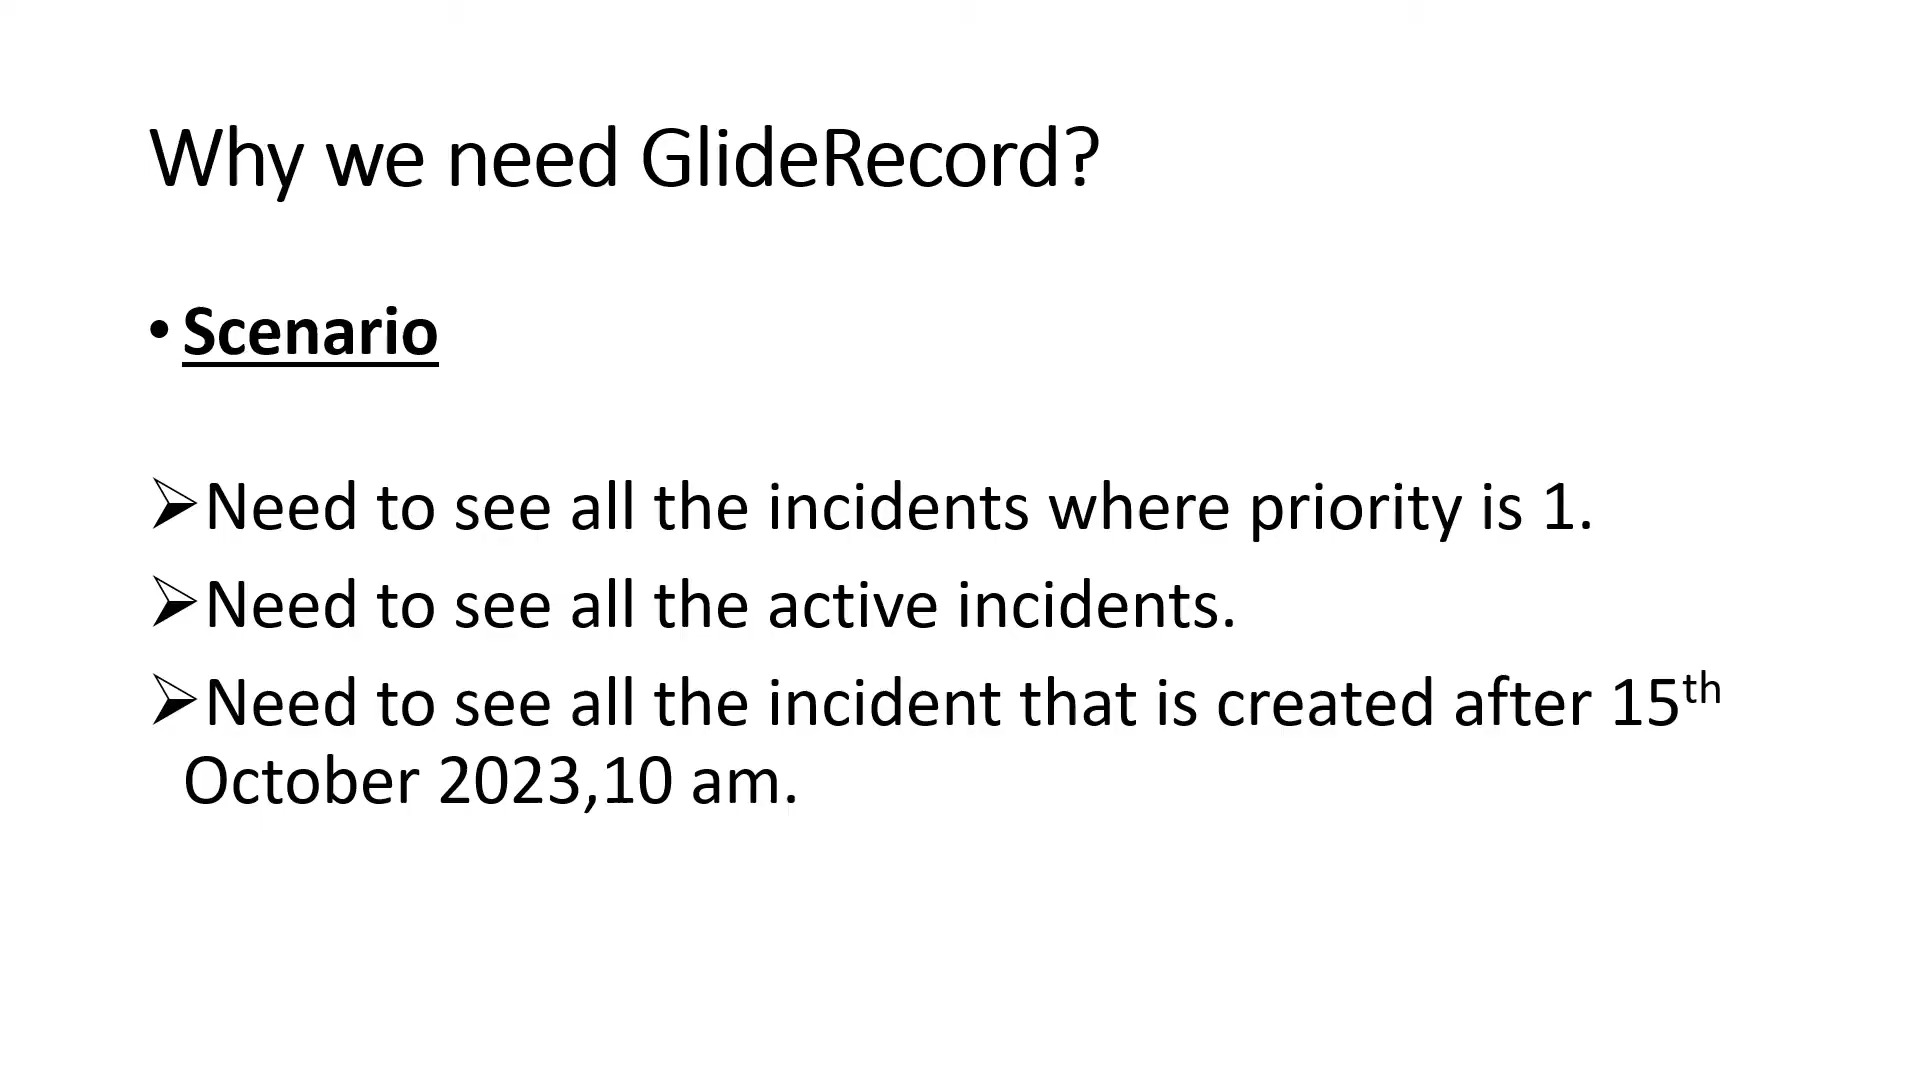 Why we need GlideRecord?
• Scenario
➢Need to see all the incidents where priority is 1.
➢Need to see all the active incidents.
➢Need to see all the incident that is created after 15th
October 2023,10 am.